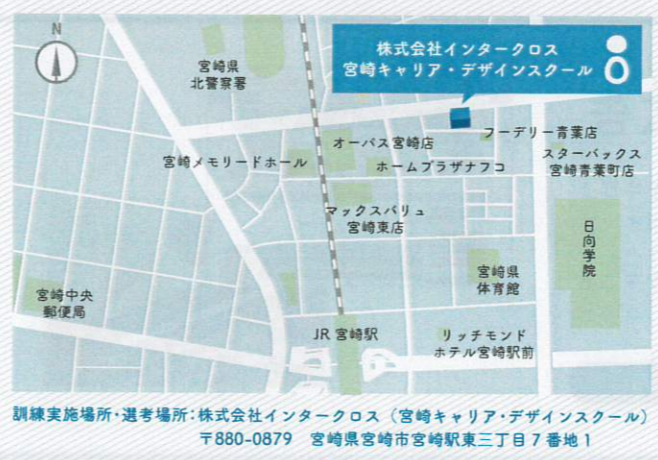 N
株式会社インタークロス
宮崎キャリア・デザインスクール
宮崎県
北警察署
オーパス宮崎店
フーデリー青葉店
宮崎メモリードホール
ホームプラザナフコ
スターバックス
宮崎青葉町店
マックスバリュ
宮崎東店
日向学院
宮崎県
体育館
宮崎中央
郵便局
JR 宮崎駅
リッチモンド
ホテル宮崎駅前
訓練実施場所・選考場所：株式会社インタークロス（宮崎キャリア・デザインスクール）
〒880-0879　宮崎県宮崎市宮崎駅東三丁目７番地１